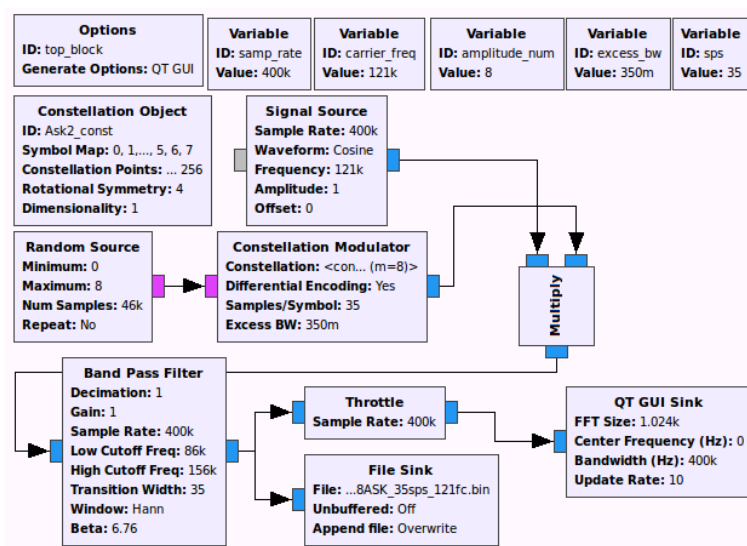 Options
ID: top_block
Generate Options: QT GUI
Variable
ID: samp_rate
Value: 400k
Variable
ID: carrier_freq
Value: 121k
Variable
ID: amplitude_num
Value: 8
Variable
ID: excess_bw
Value: 350m
Variable
ID: sps
Value: 35
Constellation Object
ID: Ask2_const
Symbol Map: 0, 1,..., 5, 6, 7
Constellation Points: ... 256
Rotational Symmetry: 4
Dimensionality: 1
Signal Source
Sample Rate: 400k
Waveform: Cosine
Frequency: 121k
Amplitude: 1
Offset: 0
Random Source
Minimum: 0
Maximum: 8
Num Samples: 46k
Repeat: No
Constellation Modulator
Constellation: <con... (m=8)>
Differential Encoding: Yes
Samples/Symbol: 35
Excess BW: 350m
Multiply
Band Pass Filter
Decimation: 1
Gain: 1
Sample Rate: 400k
Low Cutoff Freq: 86k
High Cutoff Freq: 156k
Transition Width: 35
Window: Hann
Beta: 6.76
Throttle
Sample Rate: 400k
File Sink
File: ...8ASK_35sps_121fc.bin
Unbuffered: Off
Append file: Overwrite
QT GUI Sink
FFT Size: 1.024k
Center Frequency (Hz): 0
Bandwidth (Hz): 400k
Update Rate: 10